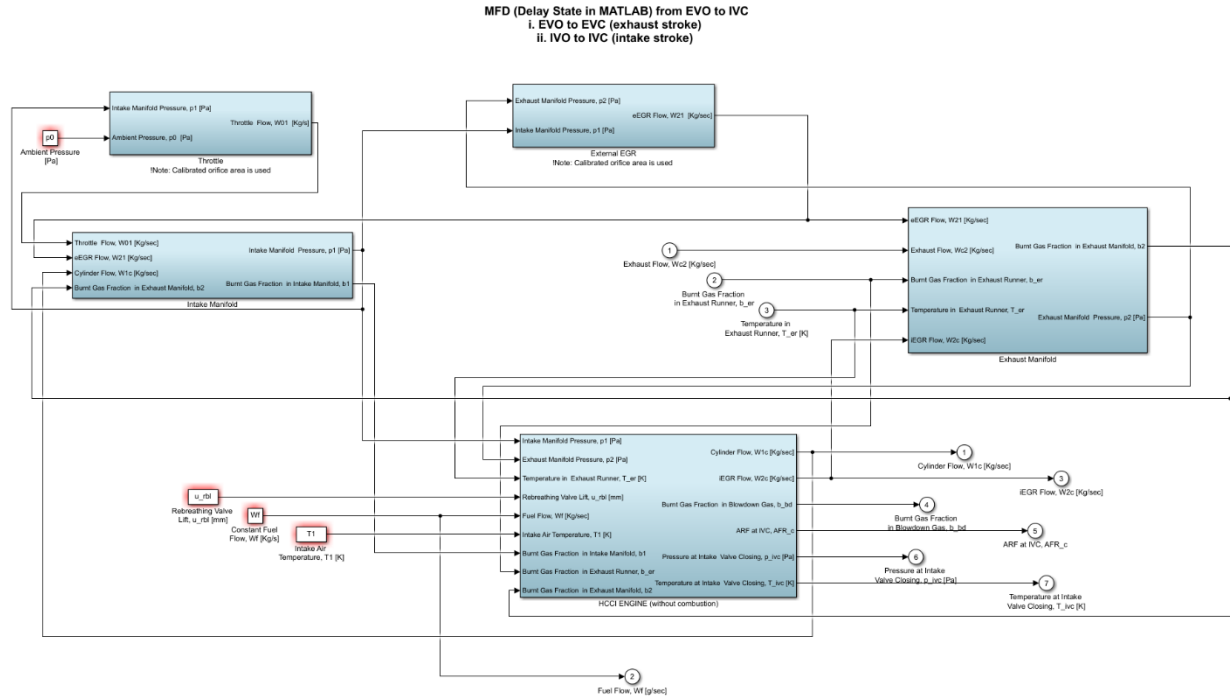 MFD (Delay State in MATLAB) from EVO to IVC
i. EVO to EVC (exhaust stroke)
ii. IVO to IVC (intake stroke)
Intake Manifold Pressure, p1 [Pa]
Throttle Flow, W01 [Kg/s]
Ambient Pressure, p0 [Pa]
Throttle
!Note: Calibrated orifice area is used
p0
Ambient Pressure
[Pa]
Exhaust Manifold Pressure, p2 [Pa]
eEGR Flow, W21 [Kg/sec]
Intake Manifold Pressure, p1 [Pa]
External EGR
!Note: Calibrated orifice area is used
Throttle Flow, W01 [Kg/sec]
eEGR Flow, W21 [Kg/sec]
Cylinder Flow, W1c [Kg/sec]
Burnt Gas Fraction in Exhaust Manifold, b2
Intake Manifold Pressure, p1 [Pa]
Burnt Gas Fraction in Intake Manifold, b1
Intake Manifold
1
Exhaust Flow, Wc2 [Kg/sec]
2
Burnt Gas Fraction
in Exhaust Runner, b_er
3
Temperature in
Exhaust Runner, T_er [K]
eEGR Flow, W21 [Kg/sec]
Exhaust Flow, Wc2 [Kg/sec]
Burnt Gas Fraction in Exhaust Runner, b_er
Temperature in Exhaust Runner, T_er
iEGR Flow, W2c [Kg/sec]
Burnt Gas Fraction in Exhaust Manifold, b2
Exhaust Manifold Pressure, p2 [Pa]
Exhaust Manifold
u_rbl
Rebreathing Valve
Lift, u_rbl [mm]
Wf
Constant Fuel
Flow, Wf [Kg/s]
T1
Intake Air
Temperature, T1 [K]
Intake Manifold Pressure, p1 [Pa]
Exhaust Manifold Pressure, p2 [Pa]
Temperature in Exhaust Runner, T_er [K]
Rebreathing Valve Lift, u_rbl [mm]
Fuel Flow, Wf [Kg/sec]
Intake Air Temperature, T1 [K]
Burnt Gas Fraction in Intake Manifold, b1
Burnt Gas Fraction in Exhaust Runner, b_er
Burnt Gas Fraction in Exhaust Manifold, b2
Cylinder Flow, W1c [Kg/sec]
iEGR Flow, W2c [Kg/sec]
Burnt Gas Fraction in Blowdown Gas, b_bd
ARF at IVC, AFR_c
Pressure at Intake Valve Closing, p_ivc [Pa]
Temperature at Intake Valve Closing, T_ivc [K]
HCCI ENGINE (without combustion)
1
Cylinder Flow, W1c [Kg/sec]
3
iEGR Flow, W2c [Kg/sec]
4
Burnt Gas Fraction
in Blowdown Gas, b_bd
5
ARF at IVC, AFR_c
6
Pressure at Intake
Valve Closing, p_ivc [Pa]
7
Temperature at Intake
Valve Closing, T_ivc [K]
2
Fuel Flow, Wf [g/sec]